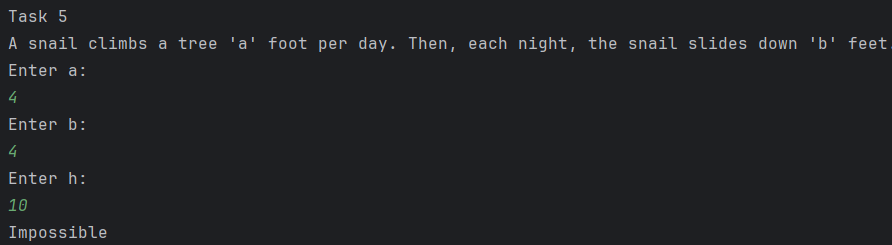 Task 5
A snail climbs a tree 'a' foot per day. Then, each night, the snail slides down 'b' feet.
Enter a:
4
Enter b:
4
Enter h:
10
Impossible